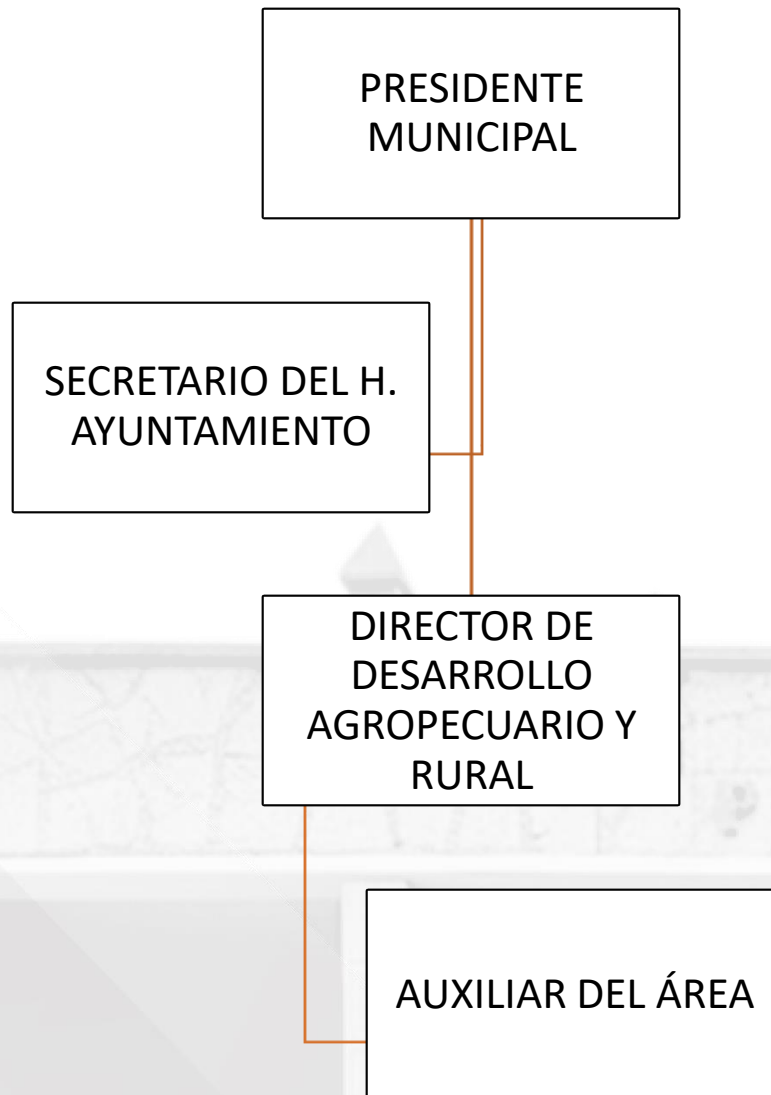 PRESIDENTE
MUNICIPAL
SECRETARIO DEL H.
AYUNTAMIENTO
DIRECTOR DE
DESARROLLO
AGROPECUARIO Y
RURAL
AUXILIAR DEL ÁREA